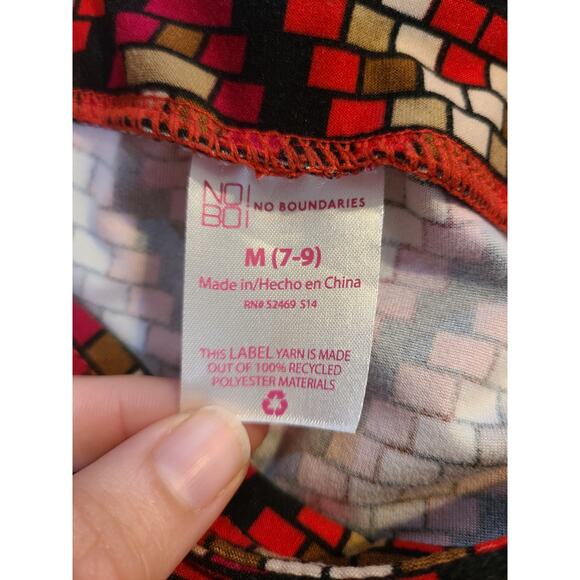 NO!
BO!
NO BOUNDARIES
M (7-9)
Made in/Hecho en China
RN# 52469 S14
THIS LABEL YARN IS MADE
OUT OF 100% RECYCLED
POLYESTER MATERIALS